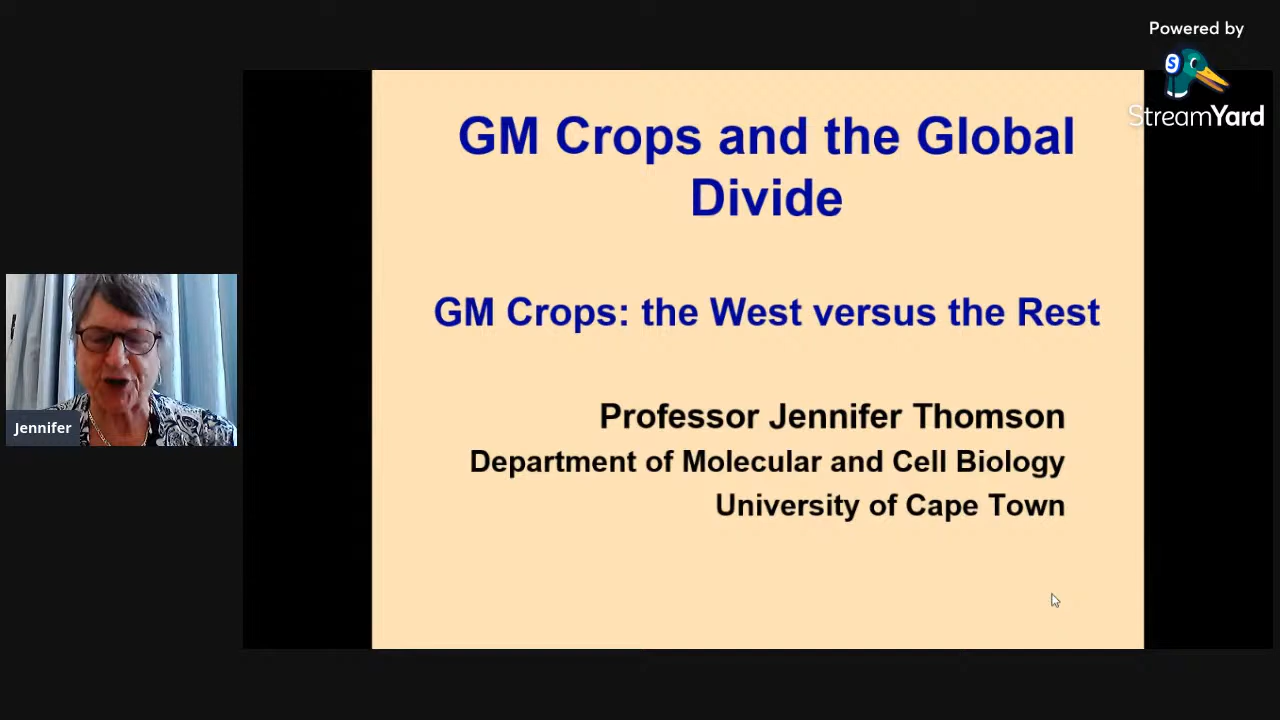 Powered by
S
StreamYard
GM Crops and the Global
Divide
GM Crops: the West versus the Rest
Professor Jennifer Thomson
Department of Molecular and Cell Biology
University of Cape Town
Jennifer